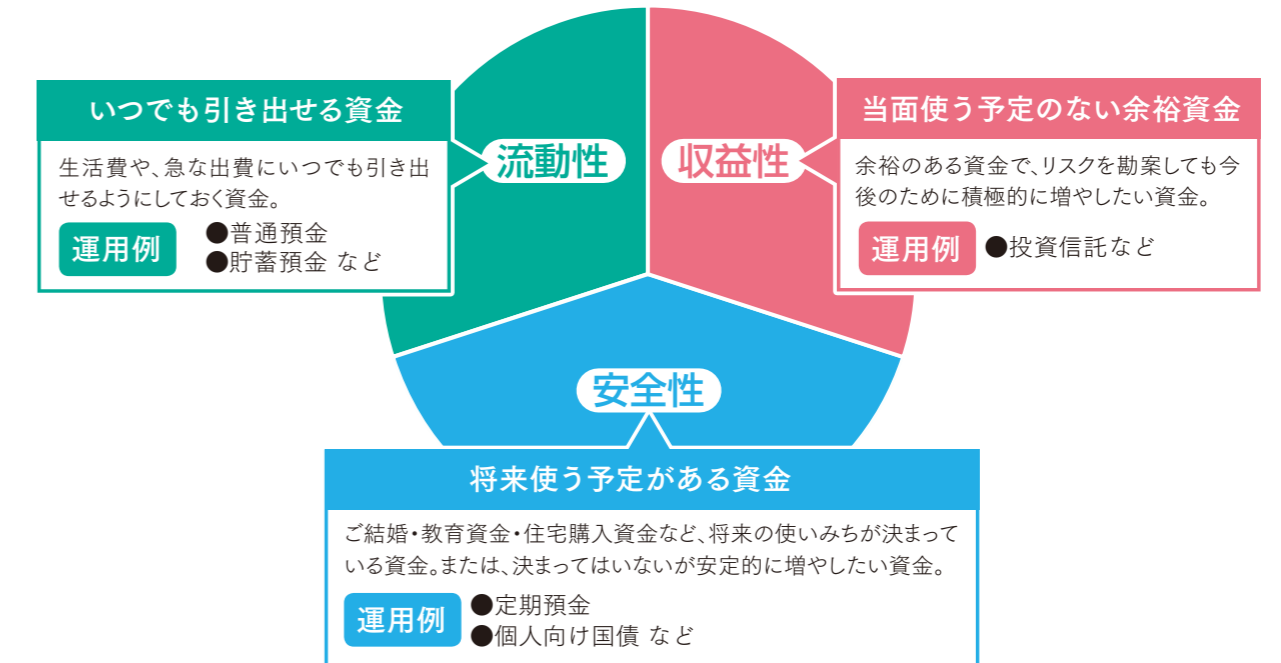 いつでも引き出せる資金
生活費や、急な出費にいつでも引き出
せるようにしておく資金。
運用例
●普通預金
●貯蓄預金 など
流動性
収益性
当面使う予定のない余裕資金
余裕のある資金で、リスクを勘案しても今
後のために積極的に増やしたい資金。
運用例
●投資信託など
安全性
将来使う予定がある資金
ご結婚・教育資金・住宅購入資金など、将来の使いみちが決まって
いる資金。または、決まってはいないが安定的に増やしたい資金。
運用例
●定期預金
●個人向け国債 など